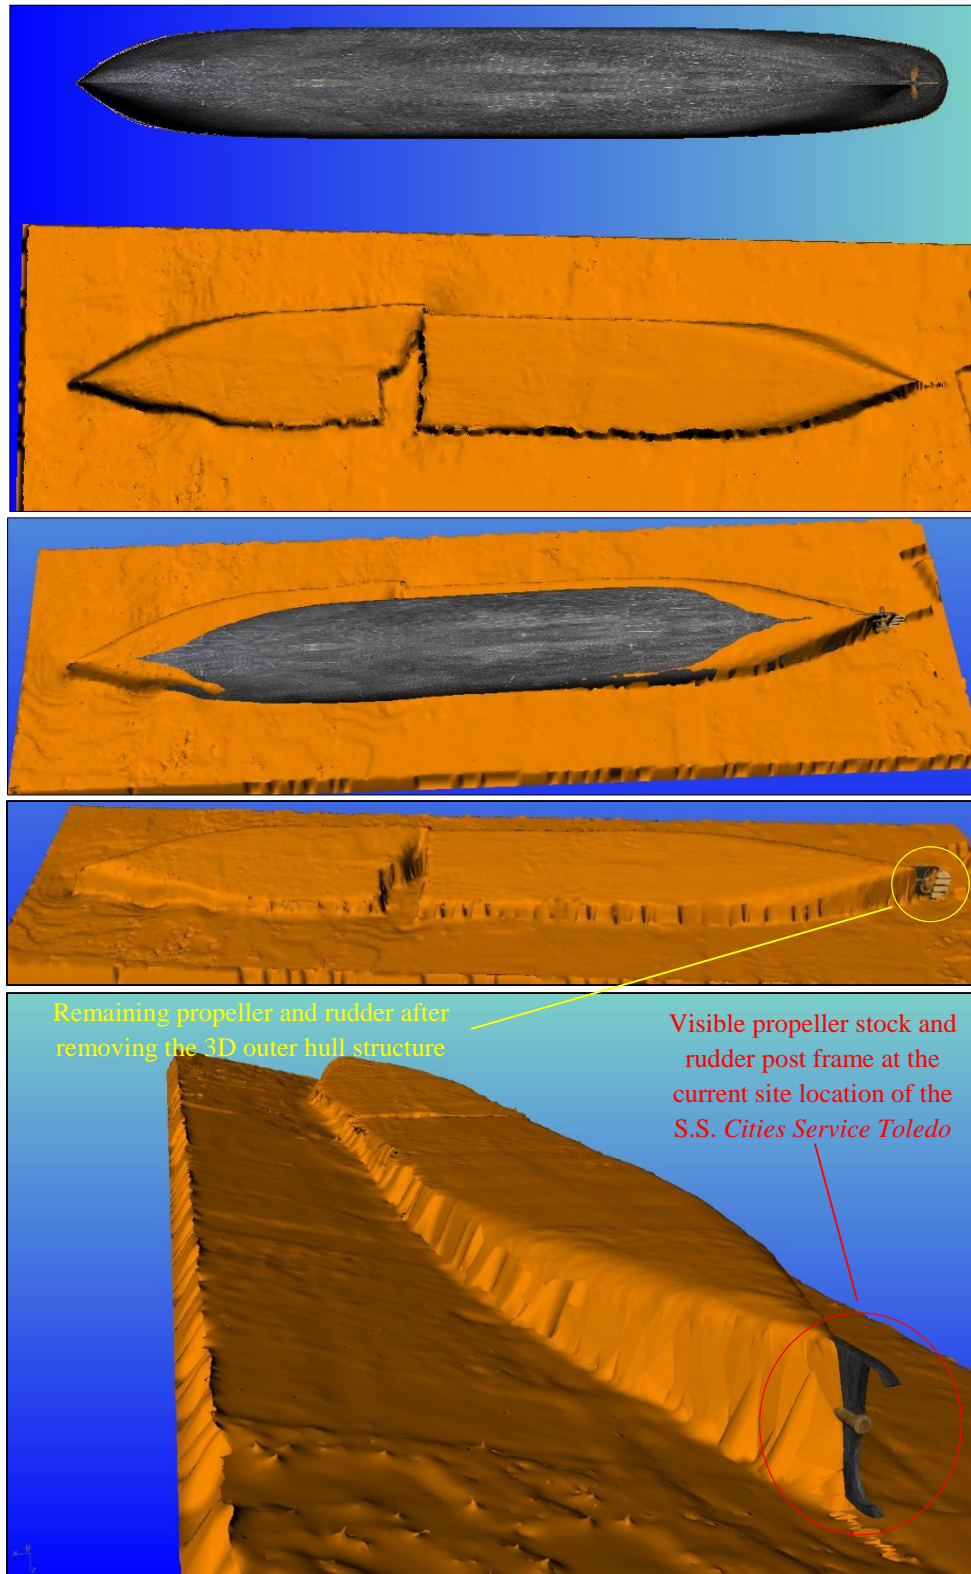 Remaining propeller and rudder after
removing the 3D outer hull structure
Visible propeller stock and
rudder post frame at the
current site location of the
S.S. Cities Service Toledo